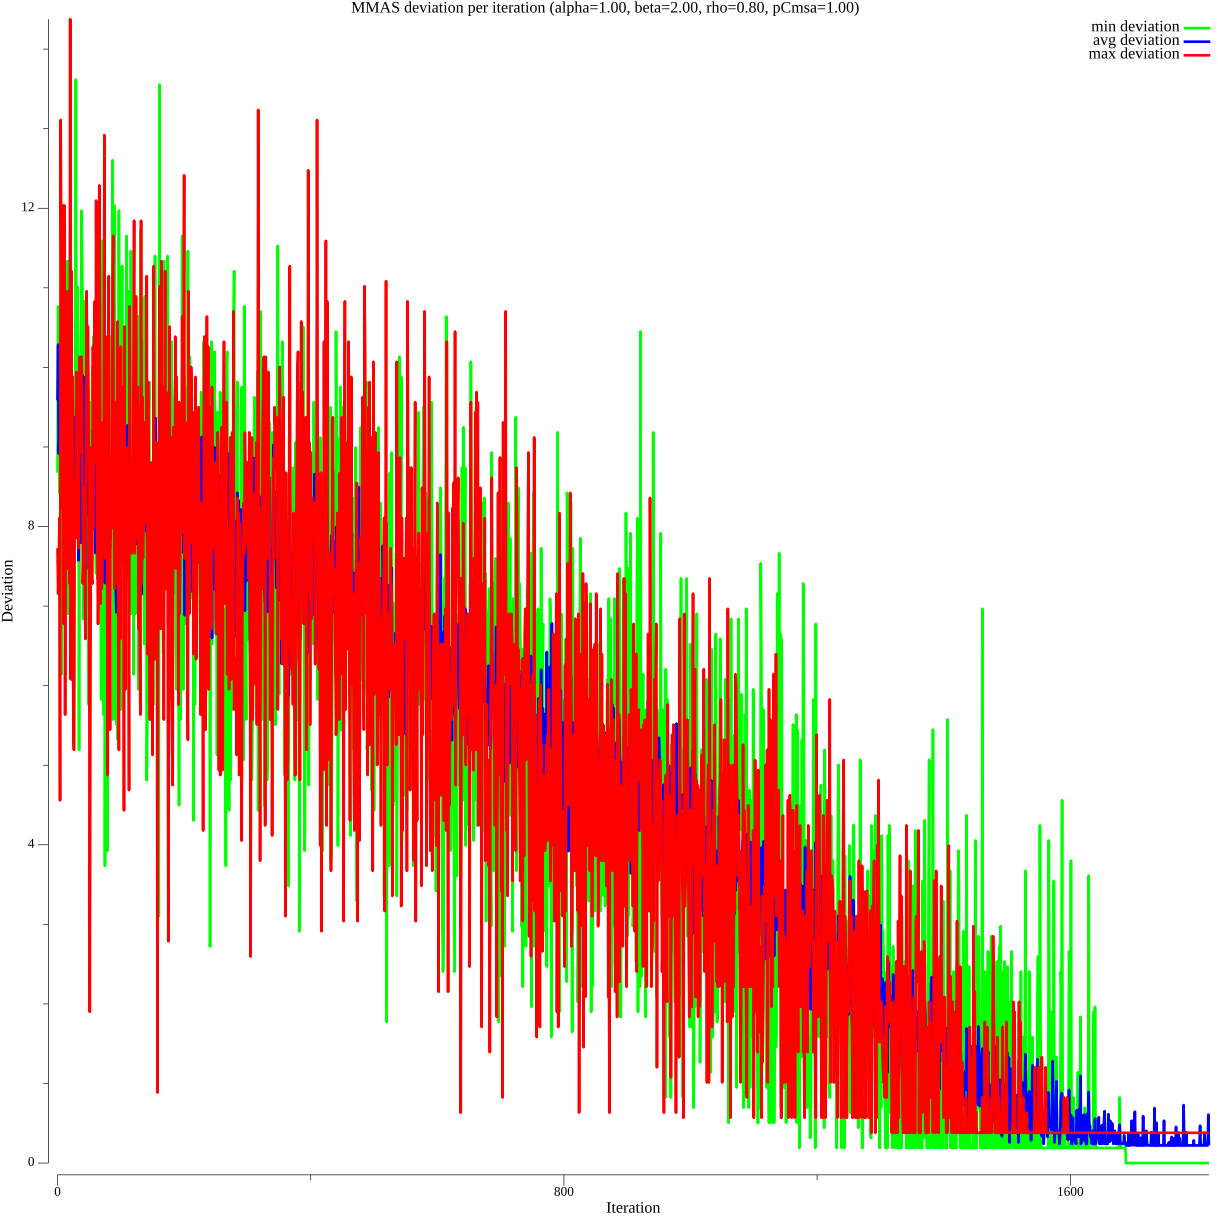 MMAS deviation per iteration (alpha=1.00, beta=2.00, rho=0.80, pCmsa=1.00)
min deviation
avg deviation
max deviation
12
8
4
0
Deviation
0
800
1600
Iteration